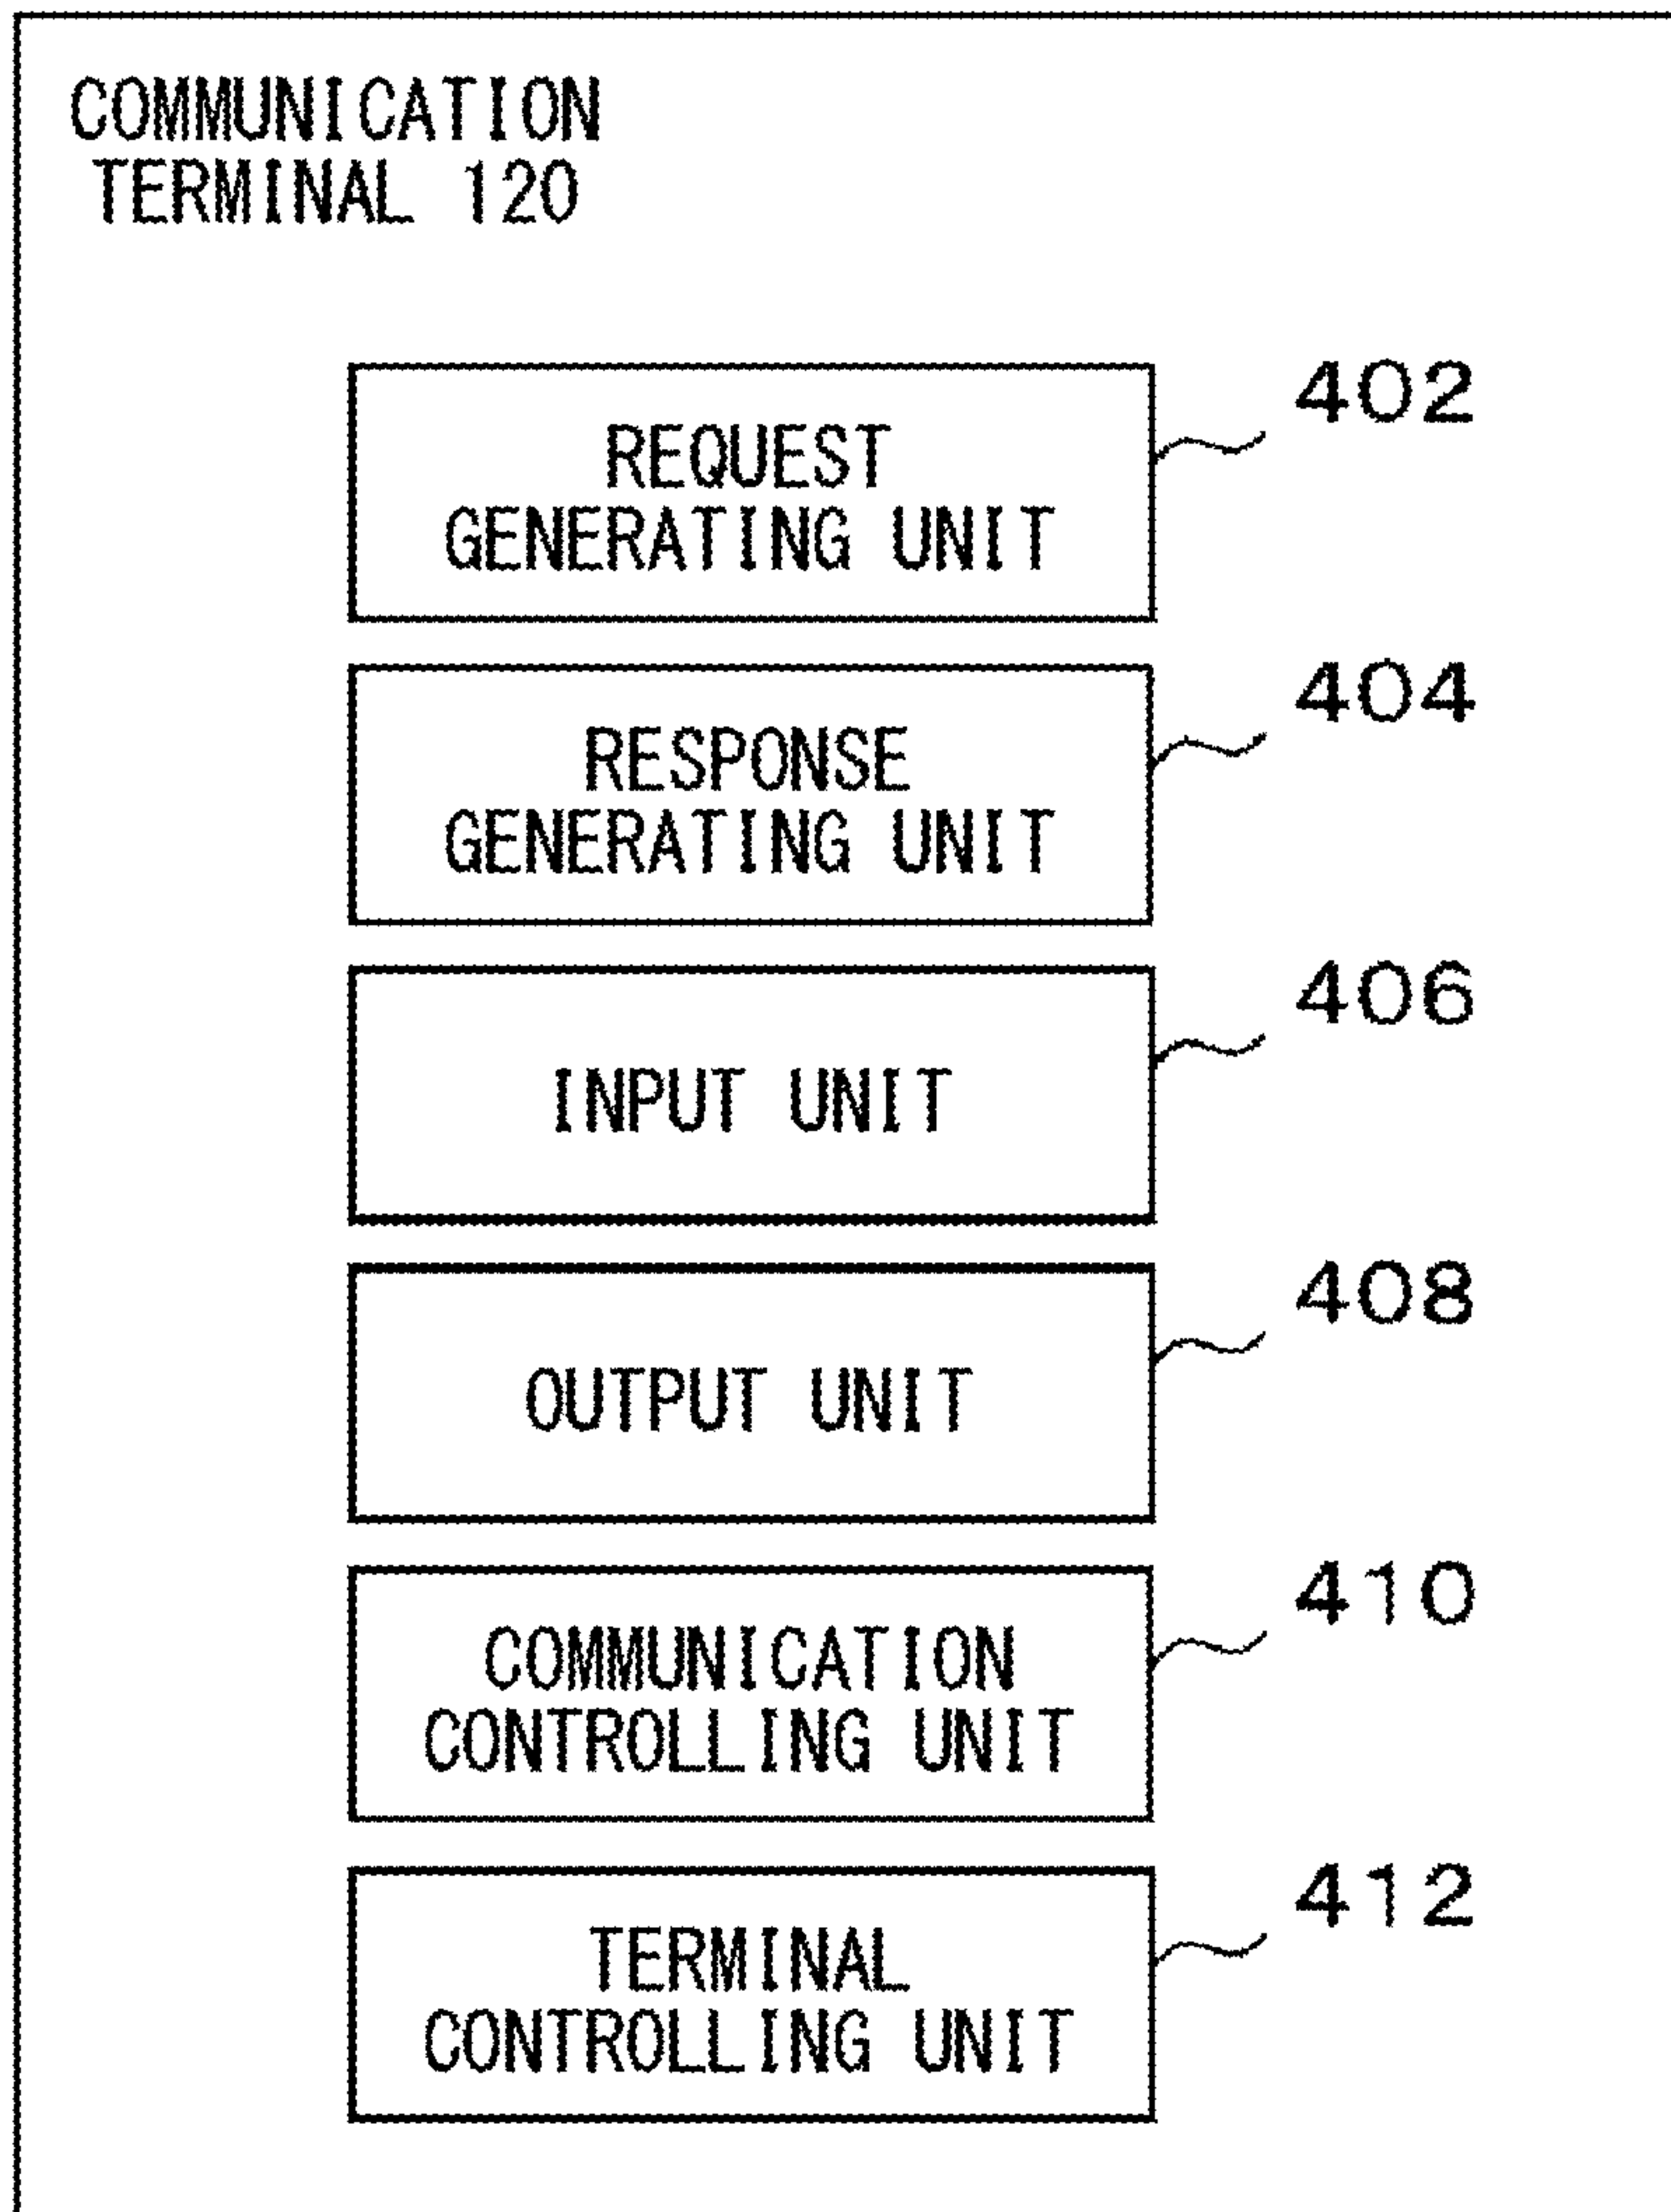 COMMUNICATION
TERMINAL 120
402
REQUEST
GENERATING UNIT
404
RESPONSE
GENERATING UNIT
406
INPUT UNIT
408
OUTPUT UNIT
410
COMMUNICATION
CONTROLLING UNIT
412
TERMINAL
CONTROLLING UNIT